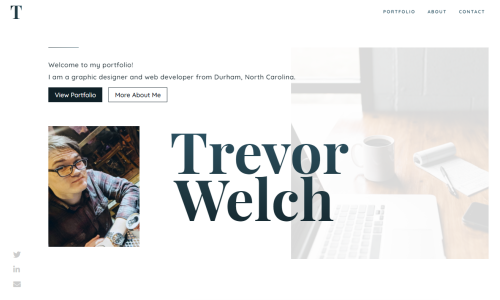 T
PORTFOLIO ABOUT CONTACT
Welcome to my portfolio!
I am a graphic designer and web developer from Durham, North Carolina.
View Portfolio More About Me
Trevor
Welch